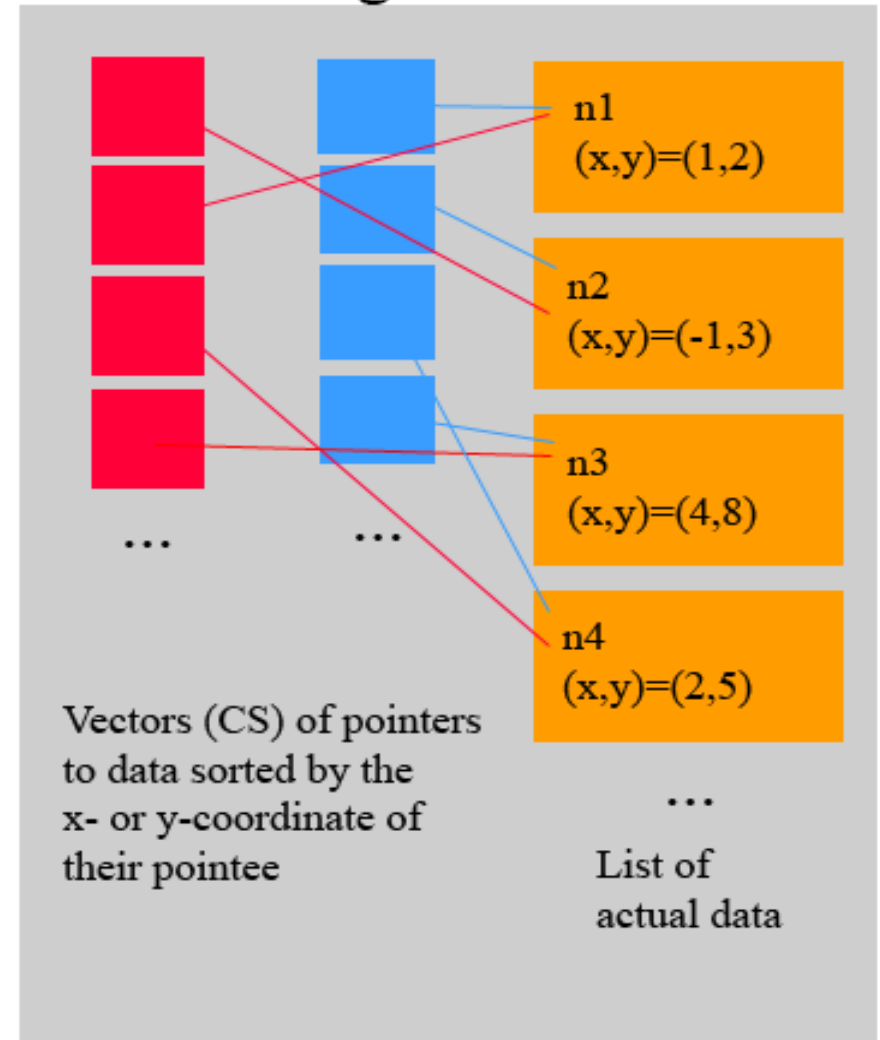 n1
(x,y)=(1,2)
n2
(x,y)=(-1,3)
n3
(x,y)=(4,8)
n4
(x,y)=(2,5)
...
...
...
Vectors (CS) of pointers
to data sorted by the
x- or y-coordinate of
their pointee
List of
actual data